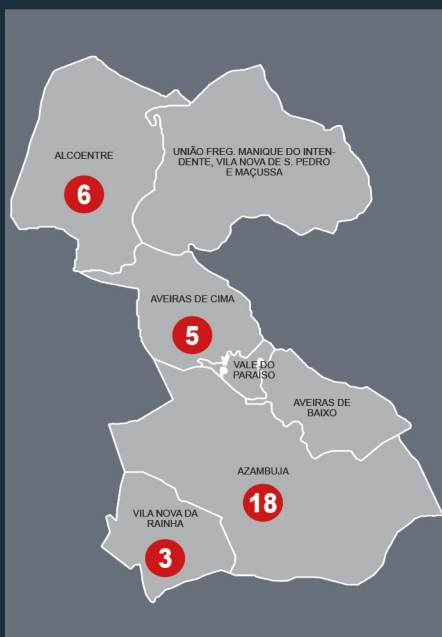 ALCOENTRE
6
UNIÃO FREG. MANIQUE DO INTEN-
DENTE, VILA NOVA DE S. PEDRO
E MAÇUSSA
AVEIRAS DE CIMA
5
VALE DO
PARAÍSO
AVEIRAS DE
BAIXO
AZAMBUJA
18
VILA NOVA DA
RAINHA
3